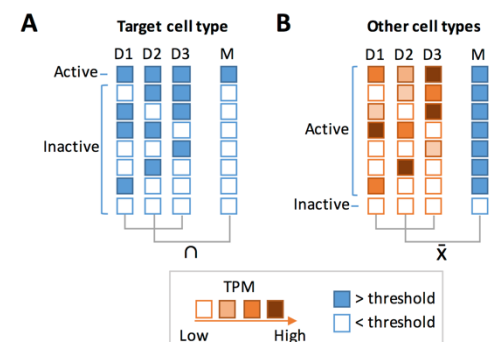 A Target cell type
D1 D2 D3 M
Active
Inactive
∩
B Other cell types
D1 D2 D3 M
Active
Inactive
x̄
TPM
Low High
> threshold
< threshold